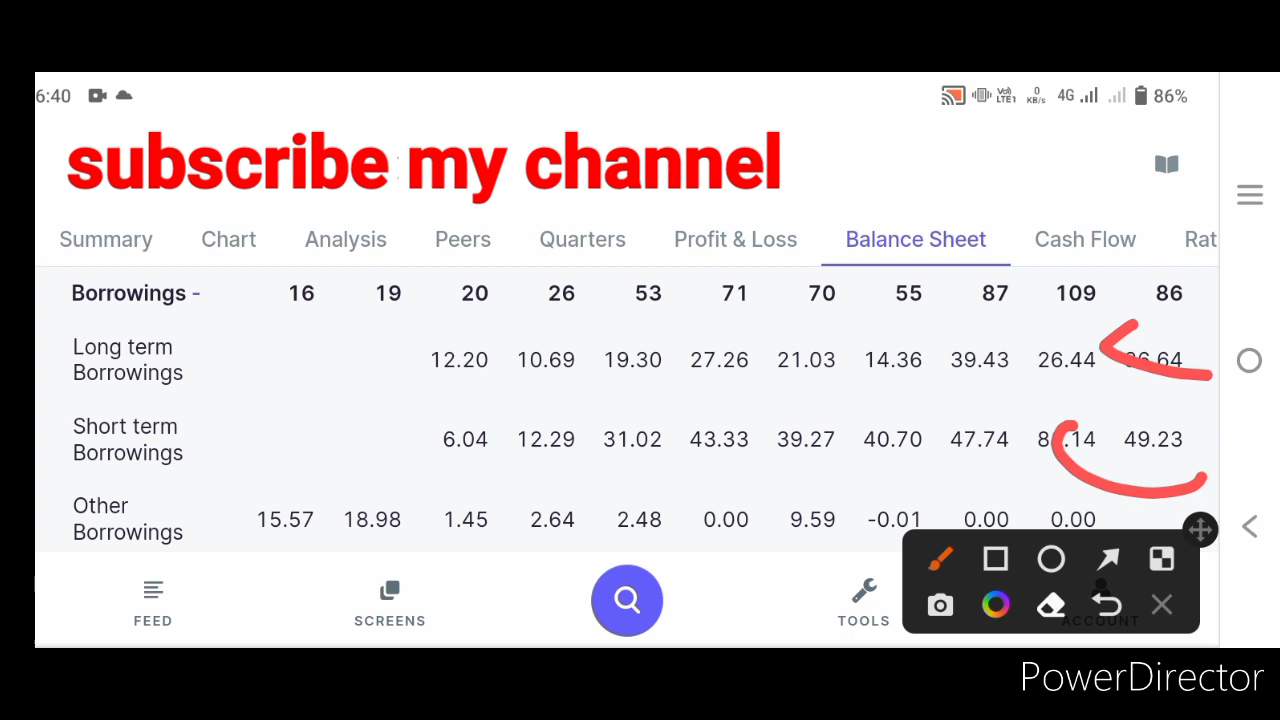 6:40 Vol) LTE1 0 KB/s 4G 86%
subscribe my channel
Summary Chart Analysis Peers Quarters Profit & Loss Balance Sheet Cash Flow Rat
Borrowings - 16 19 20 26 53 71 70 55 87 109 86
Long term
Borrowings 12.20 10.69 19.30 27.26 21.03 14.36 39.43 26.44
Short term
Borrowings 6.04 12.29 31.02 43.33 39.27 40.70 47.74 49.23
Other
Borrowings 15.57 18.98 1.45 2.64 2.48 0.00 9.59 -0.01 0.00 0.00
FEED SCREENS TOOLS ACCOUNT
PowerDirector